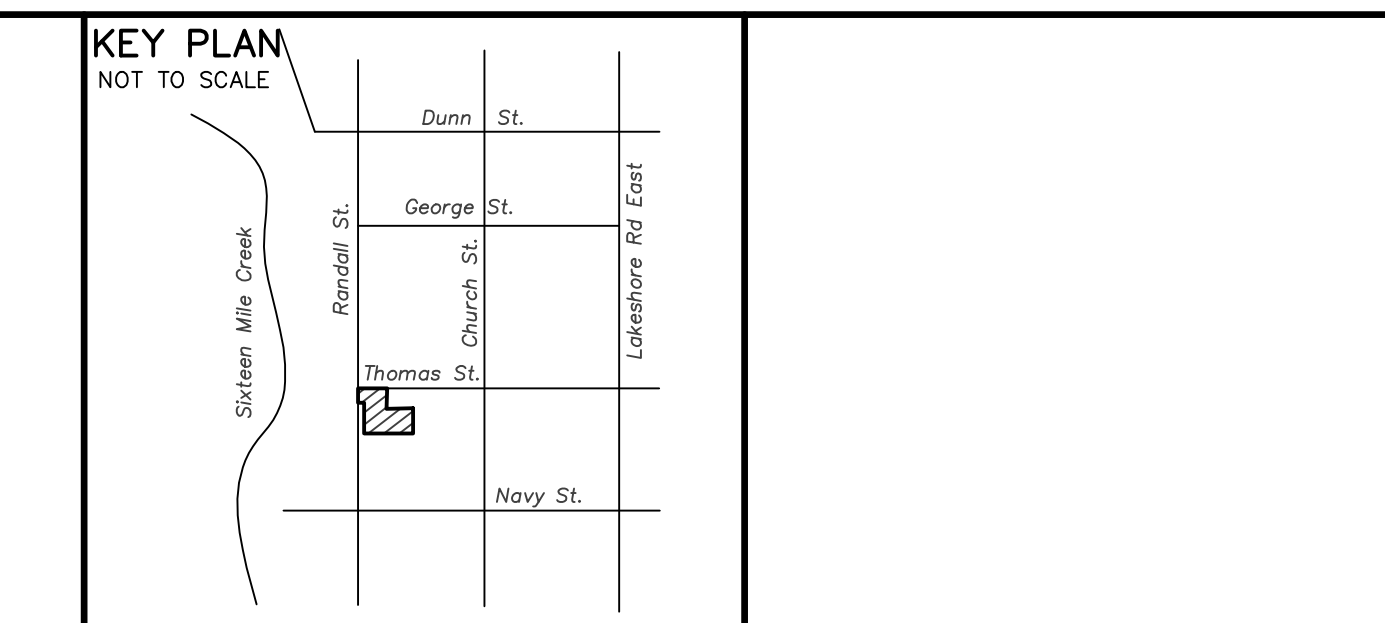 KEY PLAN
NOT TO SCALE
Dunn St.
George St.
Randall St.
Church St.
Lakeshore Rd East
Sixteen Mile Creek
Thomas St.
Navy St.